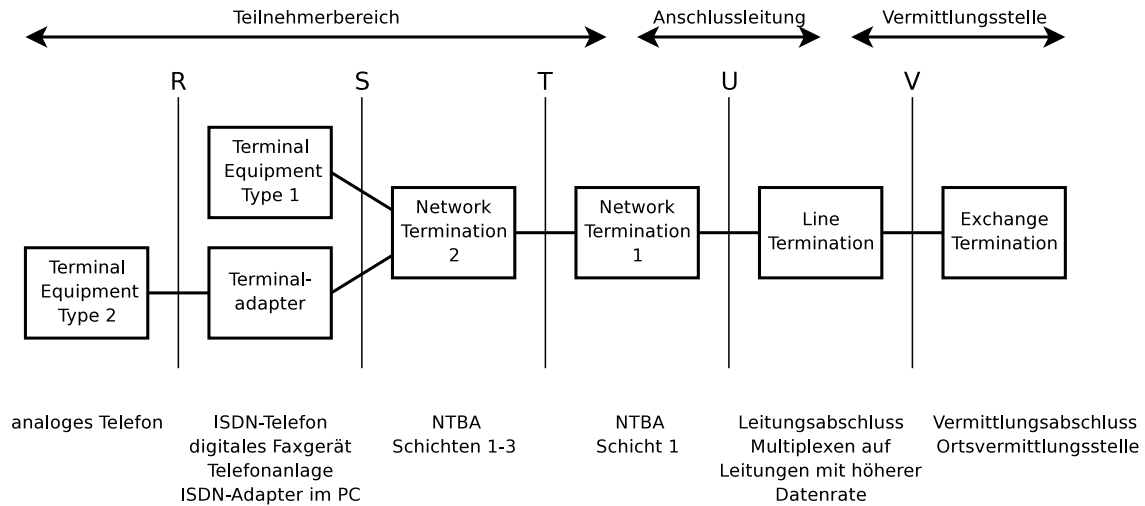 Teilnehmerbereich
Anschlussleitung
Vermittlungsstelle
R
S
T
U
V
Terminal
Equipment
Type 1
Network
Termination
2
Network
Termination
1
Line
Termination
Exchange
Termination
Terminal
Equipment
Type 2
Terminal-
adapter
analoges Telefon
ISDN-Telefon
digitales Faxgerät
Telefonanlage
ISDN-Adapter im PC
NTBA
Schichten 1-3
NTBA
Schicht 1
Leitungsabschluss
Multiplexen auf
Leitungen mit höherer
Datenrate
Vermittlungsabschluss
Ortsvermittlungsstelle